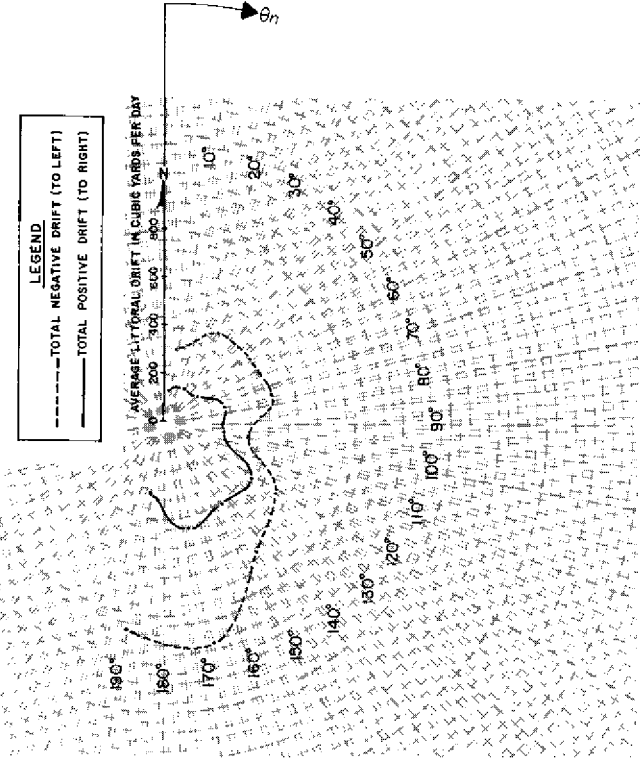 LEGEND
TOTAL NEGATIVE DRIFT (TO LEFT)
TOTAL POSITIVE DRIFT (TO RIGHT)
AVERAGE LITTORAL DRIFT IN CUBIC YARDS PER DAY
0 200 400 600 800
N
θn
10°
20°
30°
40°
50°
60°
70°
80°
90°
100°
110°
120°
130°
140°
150°
160°
170°
180°
190°